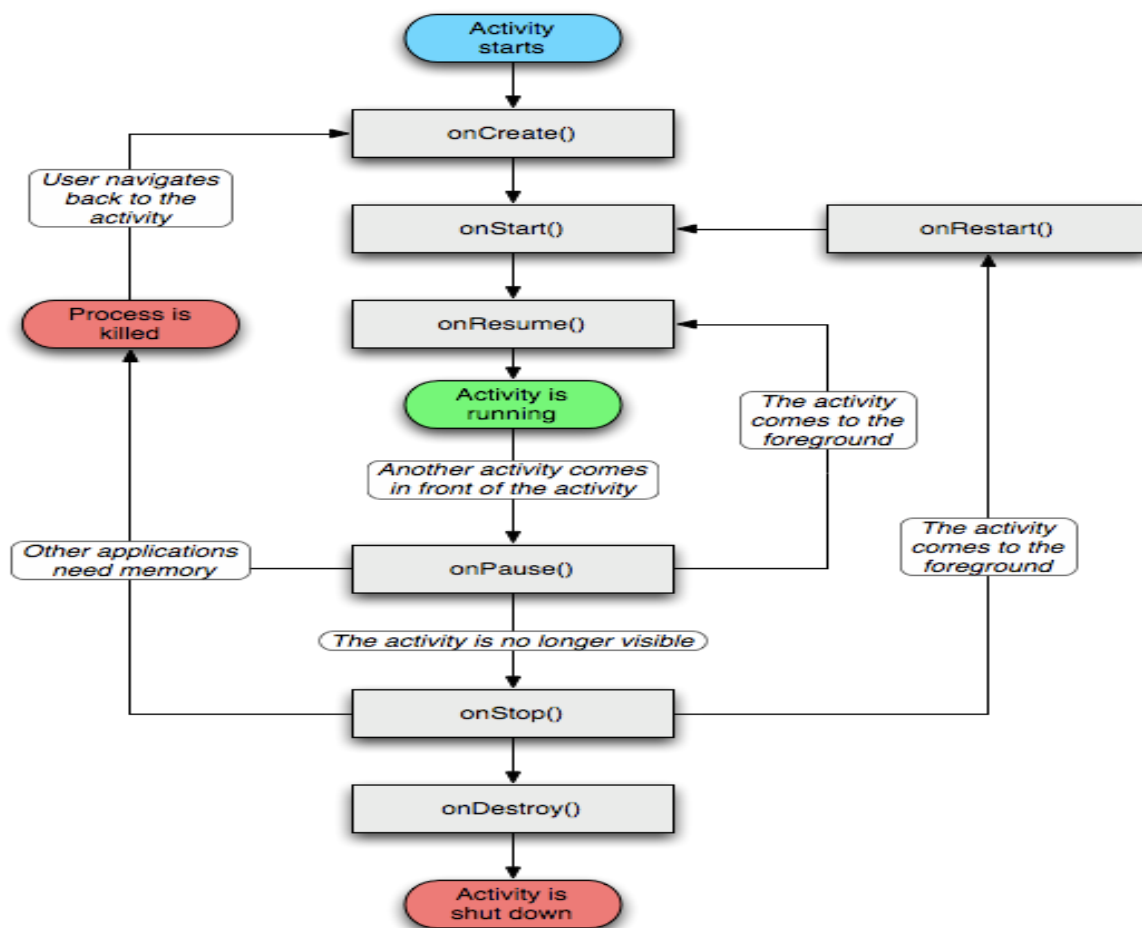 Activity
starts
onCreate()
User navigates
back to the
activity
onStart()
onRestart()
Process is
killed
onResume()
Activity is
running
The activity
comes to the
foreground
Another activity comes
in front of the activity
Other applications
need memory
onPause()
The activity
comes to the
foreground
The activity is no longer visible
onStop()
onDestroy()
Activity is
shut down